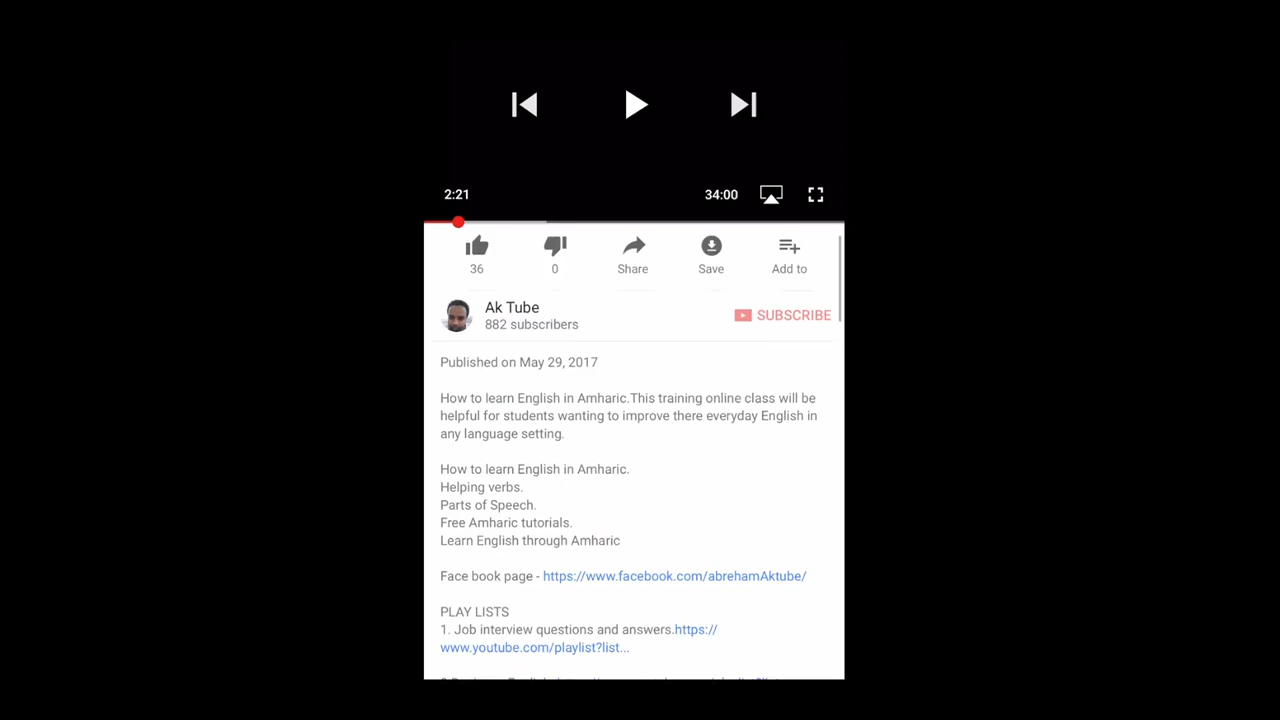 2:21
34:00
36
0
Share
Save
Add to
Ak Tube
882 subscribers
SUBSCRIBE
Published on May 29, 2017
How to learn English in Amharic.This training online class will be
helpful for students wanting to improve there everyday English in
any language setting.
How to learn English in Amharic.
Helping verbs.
Parts of Speech.
Free Amharic tutorials.
Learn English through Amharic
Face book page - https://www.facebook.com/abrehamAktube/
PLAY LISTS
1. Job interview questions and answers.https://
www.youtube.com/playlist?list...